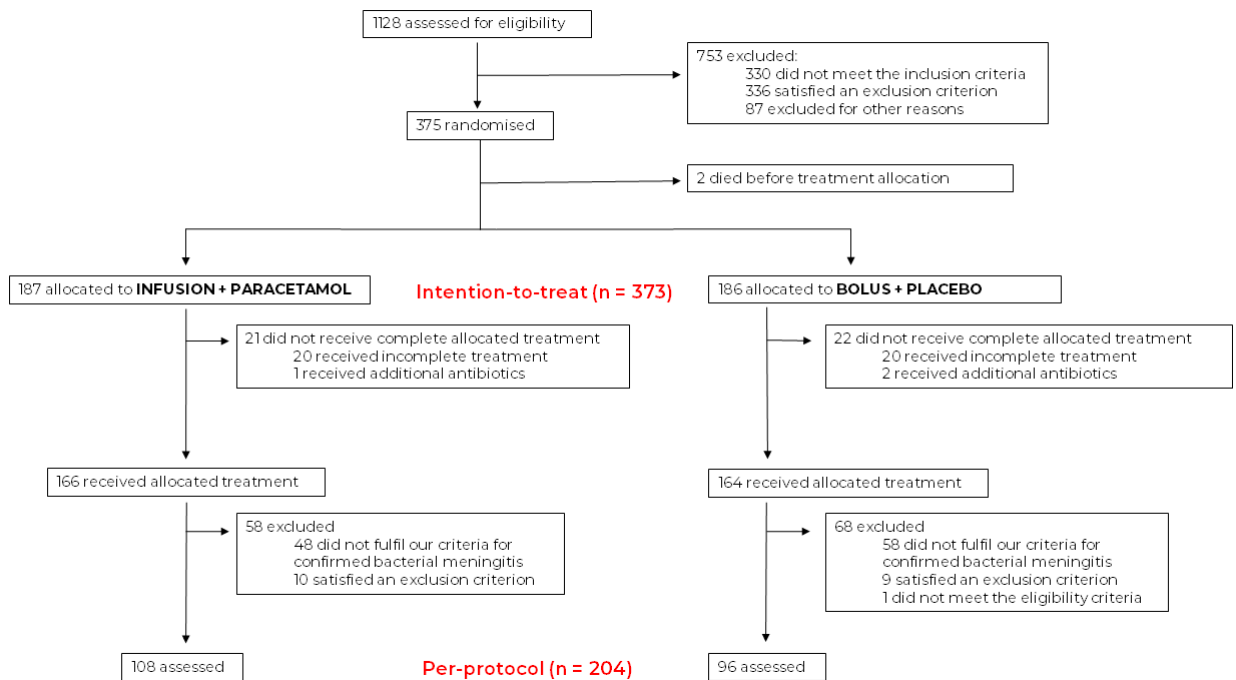 1128 assessed for eligibility
753 excluded:
330 did not meet the inclusion criteria
336 satisfied an exclusion criterion
87 excluded for other reasons
375 randomised
2 died before treatment allocation
187 allocated to INFUSION + PARACETAMOL
Intention-to-treat (n = 373)
186 allocated to BOLUS + PLACEBO
21 did not receive complete allocated treatment
20 received incomplete treatment
1 received additional antibiotics
22 did not receive complete allocated treatment
20 received incomplete treatment
2 received additional antibiotics
166 received allocated treatment
164 received allocated treatment
58 excluded
48 did not fulfil our criteria for
confirmed bacterial meningitis
10 satisfied an exclusion criterion
68 excluded
58 did not fulfil our criteria for
confirmed bacterial meningitis
9 satisfied an exclusion criterion
1 did not meet the eligibility criteria
108 assessed
Per-protocol (n = 204)
96 assessed